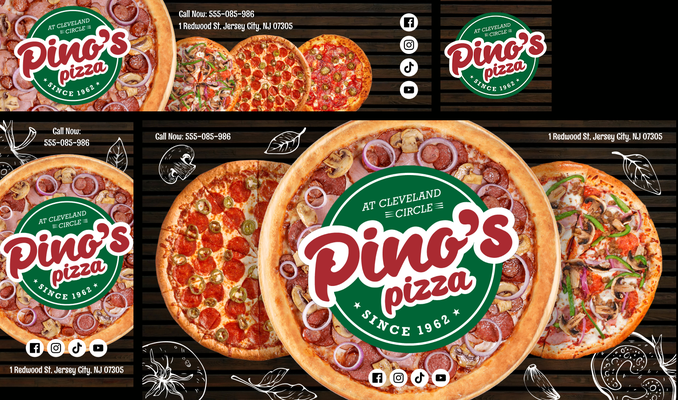 AT CLEVELAND
CIRCLE
Pino's
pizza
SINCE 1962
Call Now: 555-085-986
1 Redwood St, Jersey City, NJ 07305
AT CLEVELAND
CIRCLE
Pino's
pizza
SINCE 1962
Call Now:
555-085-986
AT CLEVELAND
CIRCLE
Pino's
pizza
SINCE 1962
1 Redwood St, Jersey City, NJ 07305
Call Now: 555-085-986
1 Redwood St, Jersey City, NJ 07305
AT CLEVELAND
CIRCLE
Pino's
pizza
SINCE 1962